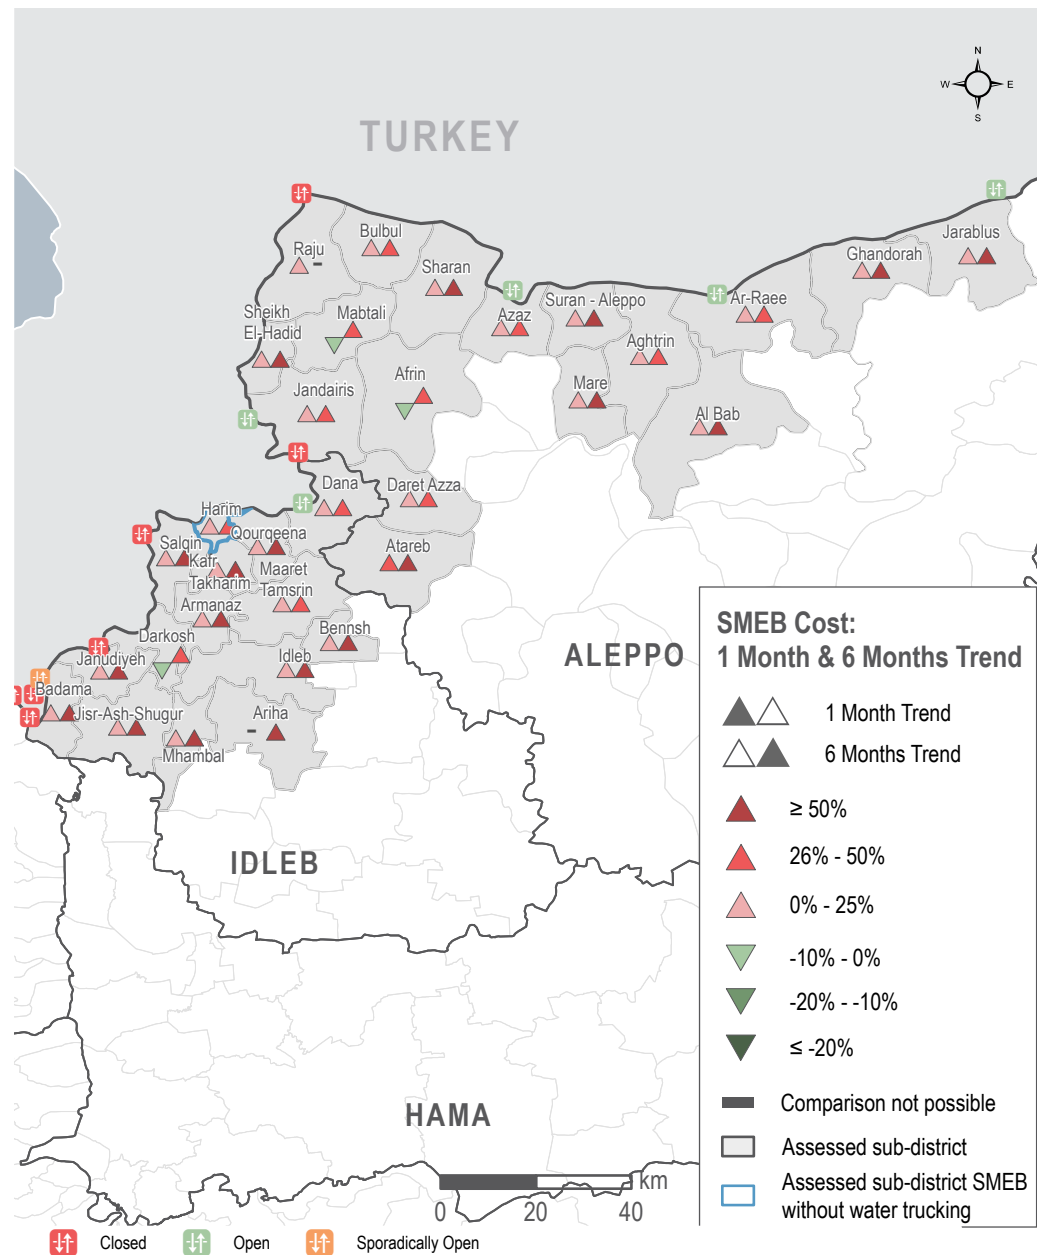 N
W E
S
TURKEY
Bulbul
Raju
Sharan
Jarablus
Ghandorah
Sheikh
El-Hadid
Mabtali
Azaz
Suran - Aleppo
Ar-Raee
Aghtrin
Afrin
Jandairis
Mare
Al Bab
Dana
Daret Azza
Harim
Qourqeena
Salqin
Kafr
Takharim
Maaret
Tamsrin
Atareb
Armanaz
Bennsh
Darkosh
Idleb
Janudiyeh
Badama
Jisr-Ash-Shugur
Ariha
Mhambal
ALEPPO
IDLEB
HAMA
SMEB Cost:
1 Month & 6 Months Trend
1 Month Trend
6 Months Trend
≥ 50%
26% - 50%
0% - 25%
-10% - 0%
-20% - -10%
≤ -20%
Comparison not possible
Assessed sub-district
Assessed sub-district SMEB
without water trucking
km
0 20 40
Closed Open Sporadically Open